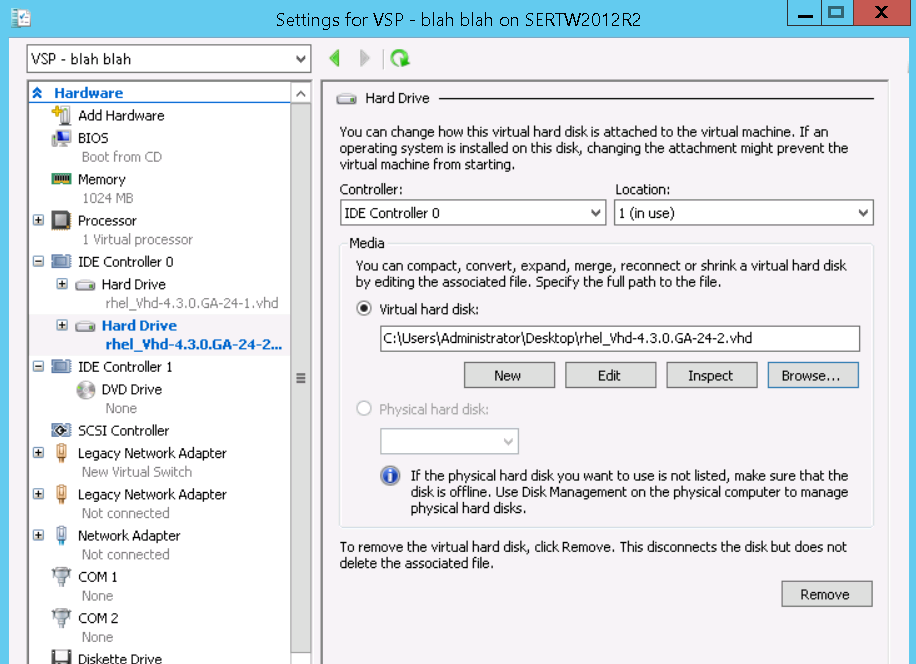 Settings for VSP - blah blah on SERTW2012R2
VSP - blah blah
Hardware
Add Hardware
BIOS
Boot from CD
Memory
1024 MB
Processor
1 Virtual processor
IDE Controller 0
Hard Drive
rhel_Vhd-4.3.0.GA-24-1.vhd
Hard Drive
rhel_Vhd-4.3.0.GA-24-2...
IDE Controller 1
DVD Drive
None
SCSI Controller
Legacy Network Adapter
New Virtual Switch
Legacy Network Adapter
Not connected
Network Adapter
Not connected
COM 1
None
COM 2
None
Diskette Drive
Hard Drive
You can change how this virtual hard disk is attached to the virtual machine. If an
operating system is installed on this disk, changing the attachment might prevent the
virtual machine from starting.
Controller:
Location:
IDE Controller 0
1 (in use)
Media
You can compact, convert, expand, merge, reconnect or shrink a virtual hard disk
by editing the associated file. Specify the full path to the file.
Virtual hard disk:
C:\Users\Administrator\Desktop\rhel_Vhd-4.3.0.GA-24-2.vhd
New
Edit
Inspect
Browse...
Physical hard disk:
If the physical hard disk you want to use is not listed, make sure that the
disk is offline. Use Disk Management on the physical computer to manage
physical hard disks.
To remove the virtual hard disk, click Remove. This disconnects the disk but does not
delete the associated file.
Remove